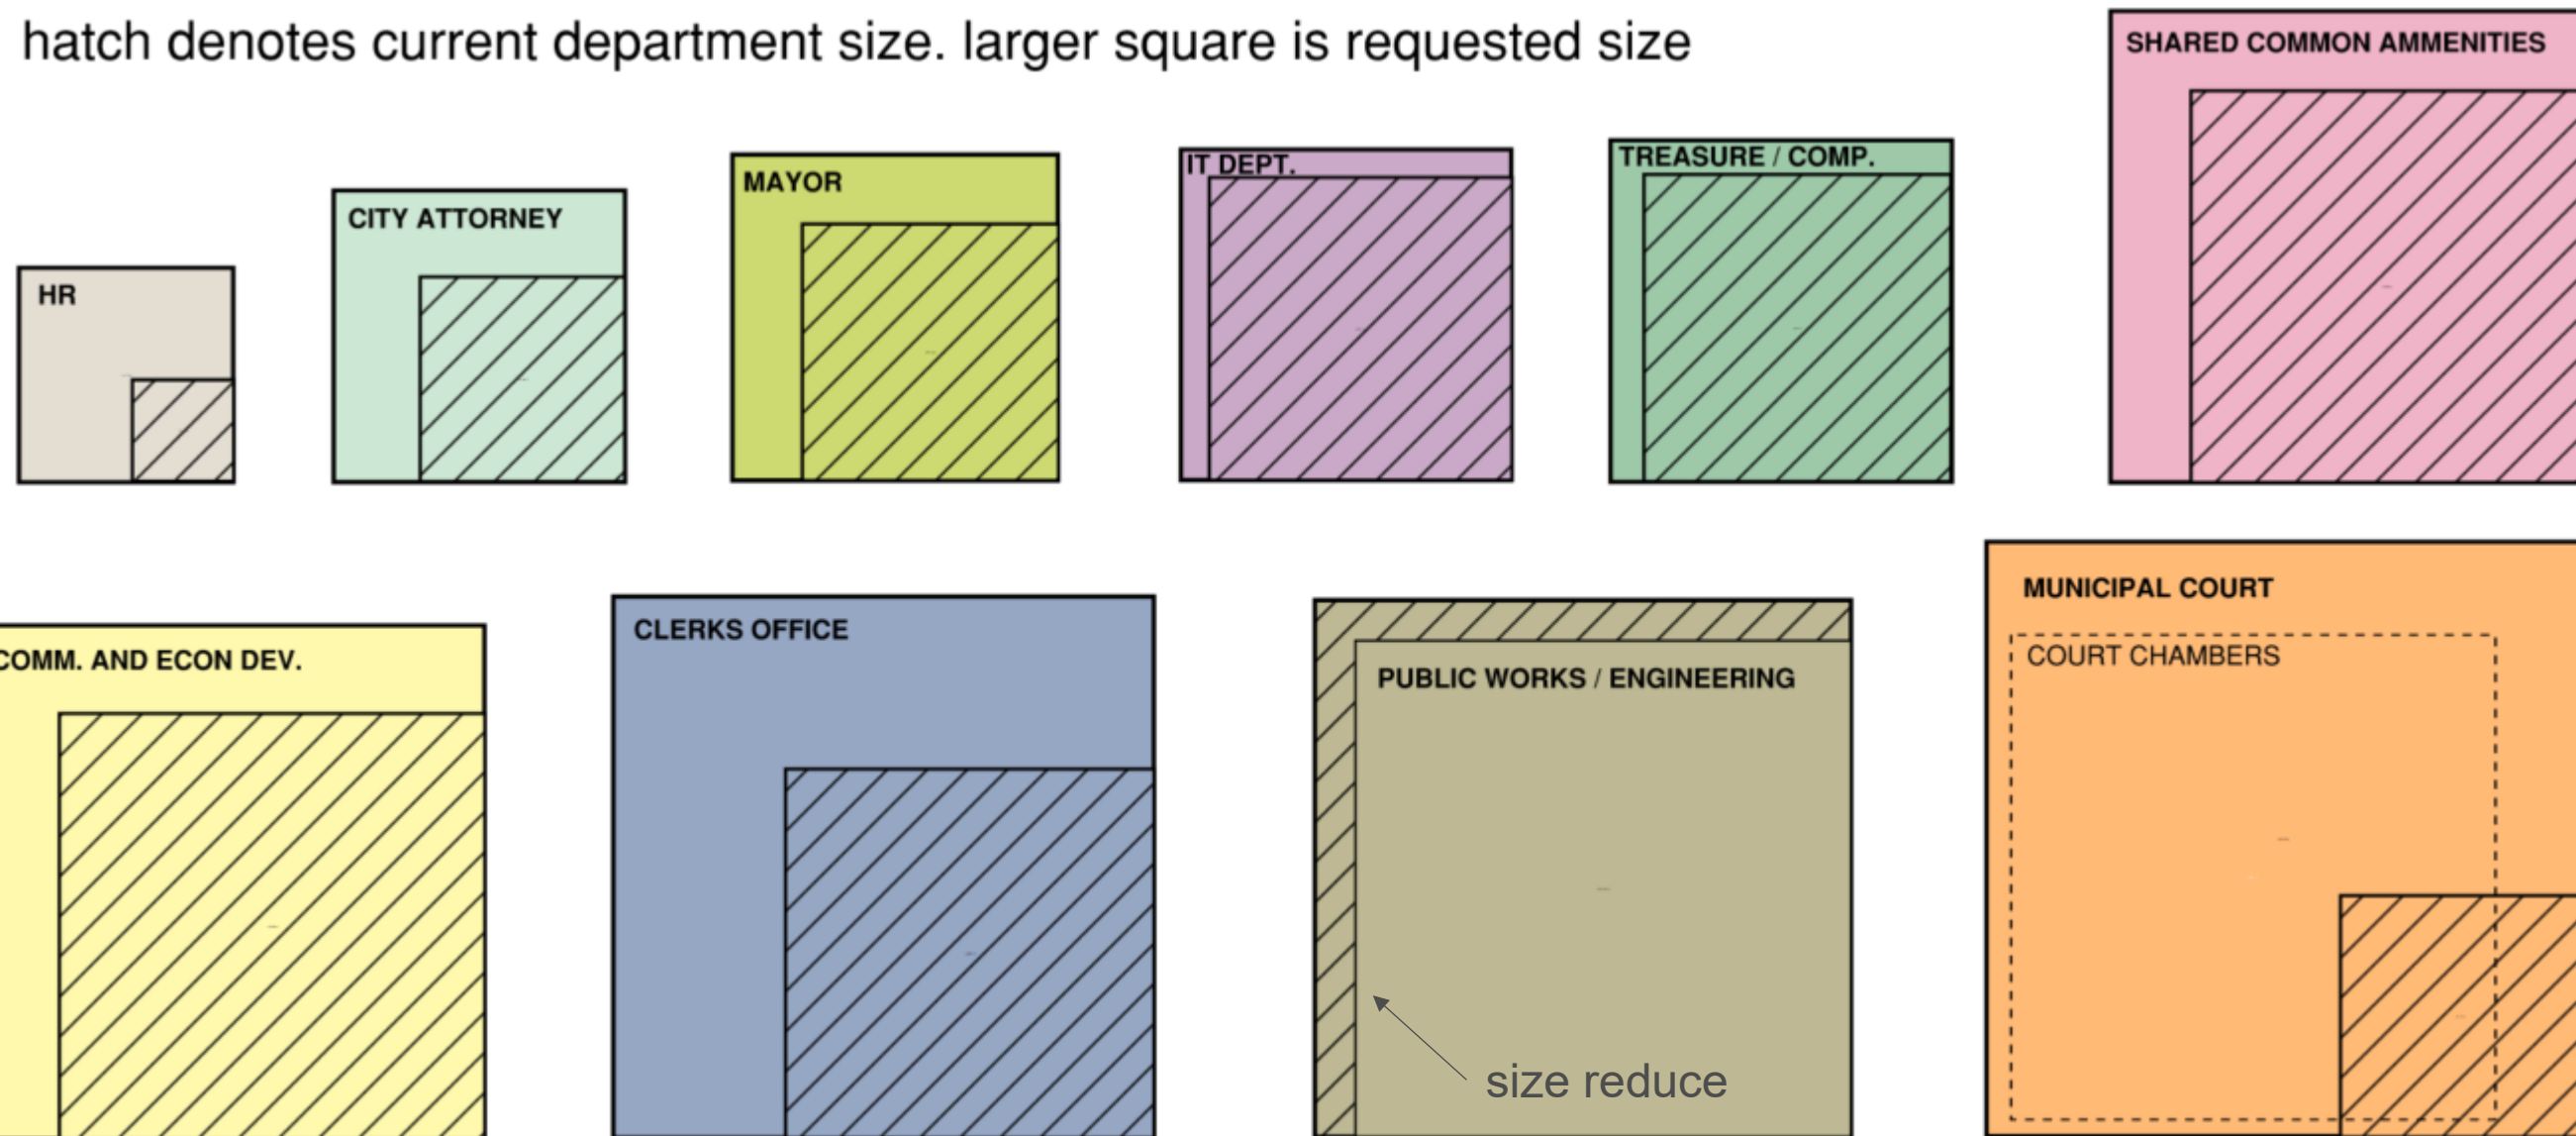 hatch denotes current department size. larger square is requested size
SHARED COMMON AMMENITIES
HR
CITY ATTORNEY
MAYOR
IT DEPT.
TREASURE / COMP.
COMM. AND ECON DEV.
CLERKS OFFICE
PUBLIC WORKS / ENGINEERING
size reduce
MUNICIPAL COURT
COURT CHAMBERS